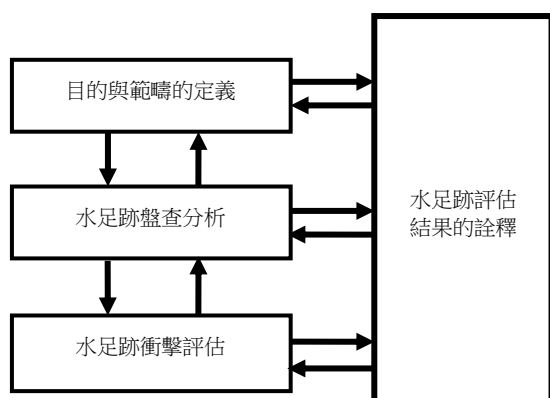 目的與範疇的定義
水足跡盤查分析
水足跡衝擊評估
水足跡評估
結果的詮釋